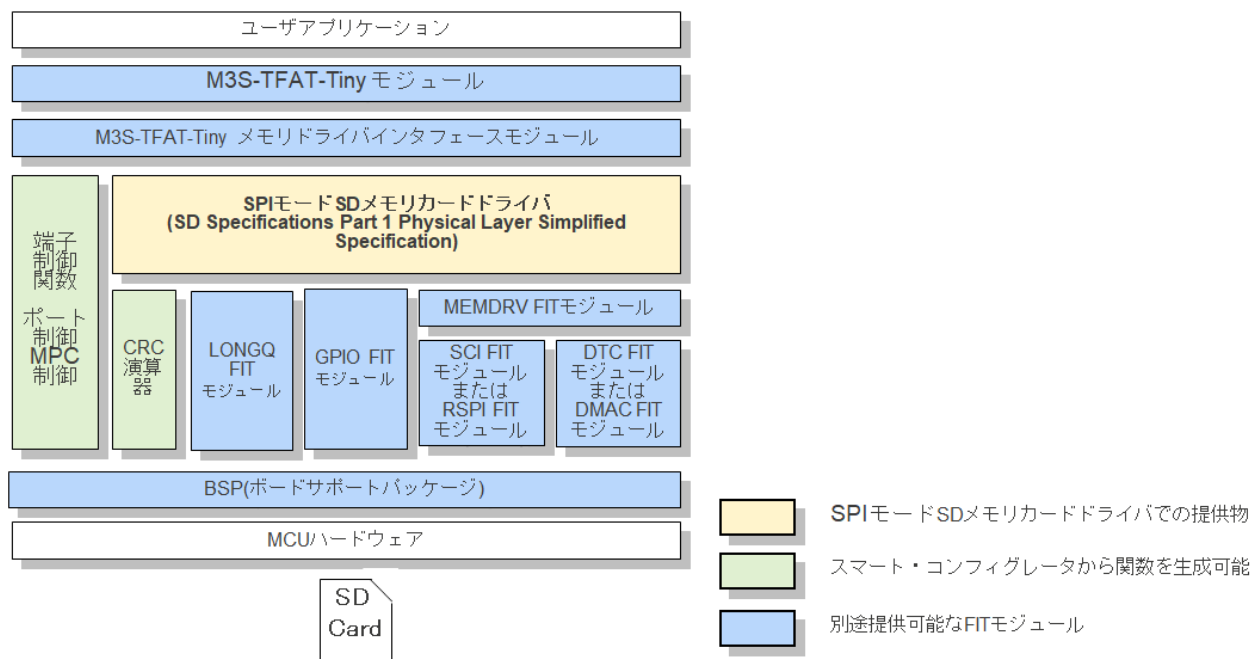 ユーザアプリケーション
M3S-TFAT-Tiny モジュール
M3S-TFAT-Tiny メモリドライバインタフェースモジュール
端子
制御
関数
ポート
制御
MPC
制御
SPIモードSDメモリカードドライバ
(SD Specifications Part 1 Physical Layer Simplified
Specification)
CRC
演算
器
LONGQ
FIT
モジュール
GPIO FIT
モジュール
MEMDRV FITモジュール
SCI FIT
モジュール
または
RSPI FIT
モジュール
DTC FIT
モジュール
または
DMAC FIT
モジュール
BSP(ボードサポートパッケージ)
MCUハードウェア
SD
Card
SPIモードSDメモリカードドライバでの提供物
スマート・コンフィグレータから関数を生成可能
別途提供可能なFITモジュール